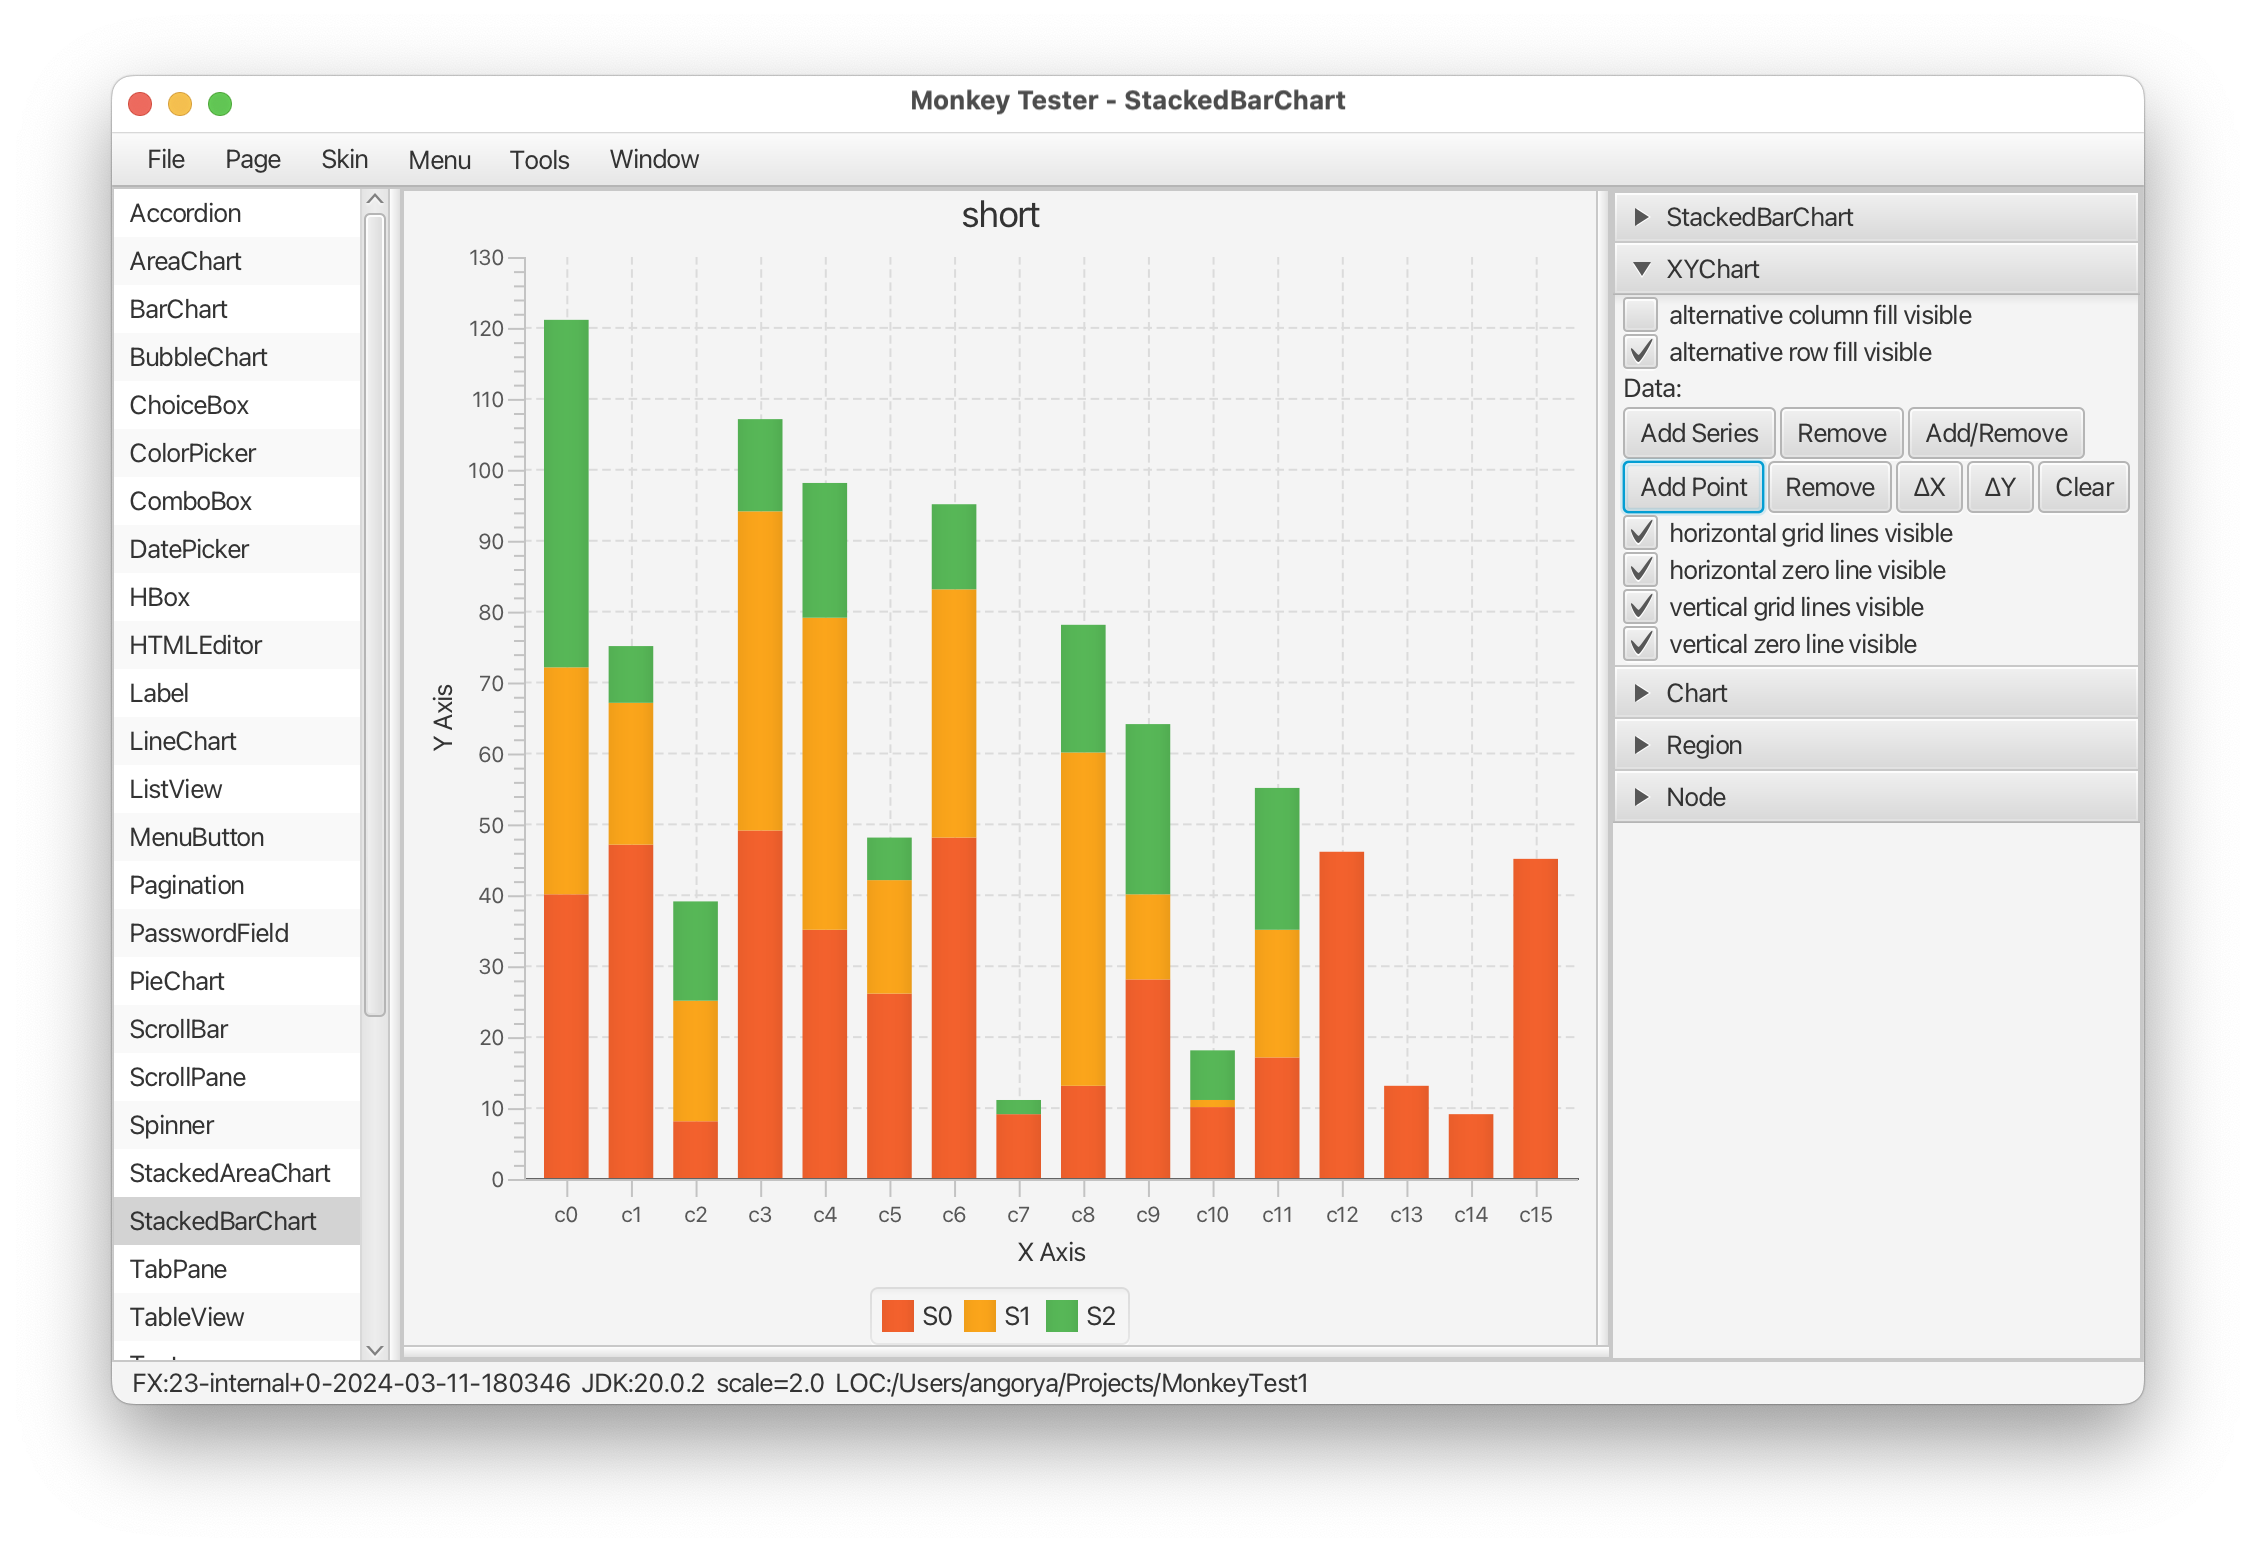 Monkey Tester - StackedBarChart
File Page Skin Menu Tools Window
Accordion
AreaChart
BarChart
BubbleChart
ChoiceBox
ColorPicker
ComboBox
DatePicker
HBox
HTMLEditor
Label
LineChart
ListView
MenuButton
Pagination
PasswordField
PieChart
ScrollBar
ScrollPane
Spinner
StackedAreaChart
StackedBarChart
TabPane
TableView
short
130
120
110
100
90
80
70
60
50
40
30
20
10
0
Y Axis
c0 c1 c2 c3 c4 c5 c6 c7 c8 c9 c10 c11 c12 c13 c14 c15
X Axis
S0 S1 S2
StackedBarChart
XYChart
alternative column fill visible
alternative row fill visible
Data:
Add Series Remove Add/Remove
Add Point Remove ΔX ΔY Clear
horizontal grid lines visible
horizontal zero line visible
vertical grid lines visible
vertical zero line visible
Chart
Region
Node
FX:23-internal+0-2024-03-11-180346 JDK:20.0.2 scale=2.0 LOC:/Users/angorya/Projects/MonkeyTest1